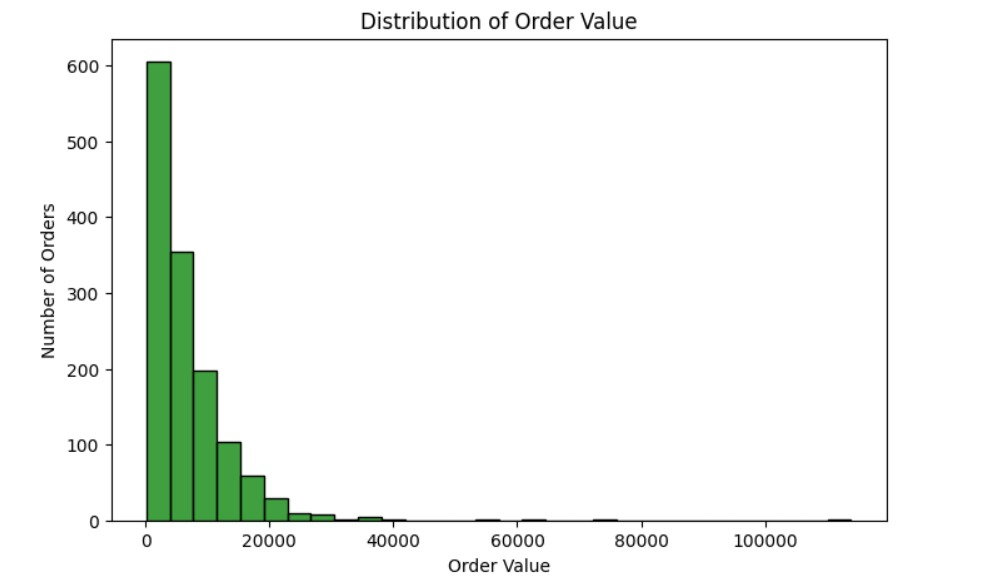 Distribution of Order Value
600
500
400
300
200
100
0
Number of Orders
0 20000 40000 60000 80000 100000
Order Value